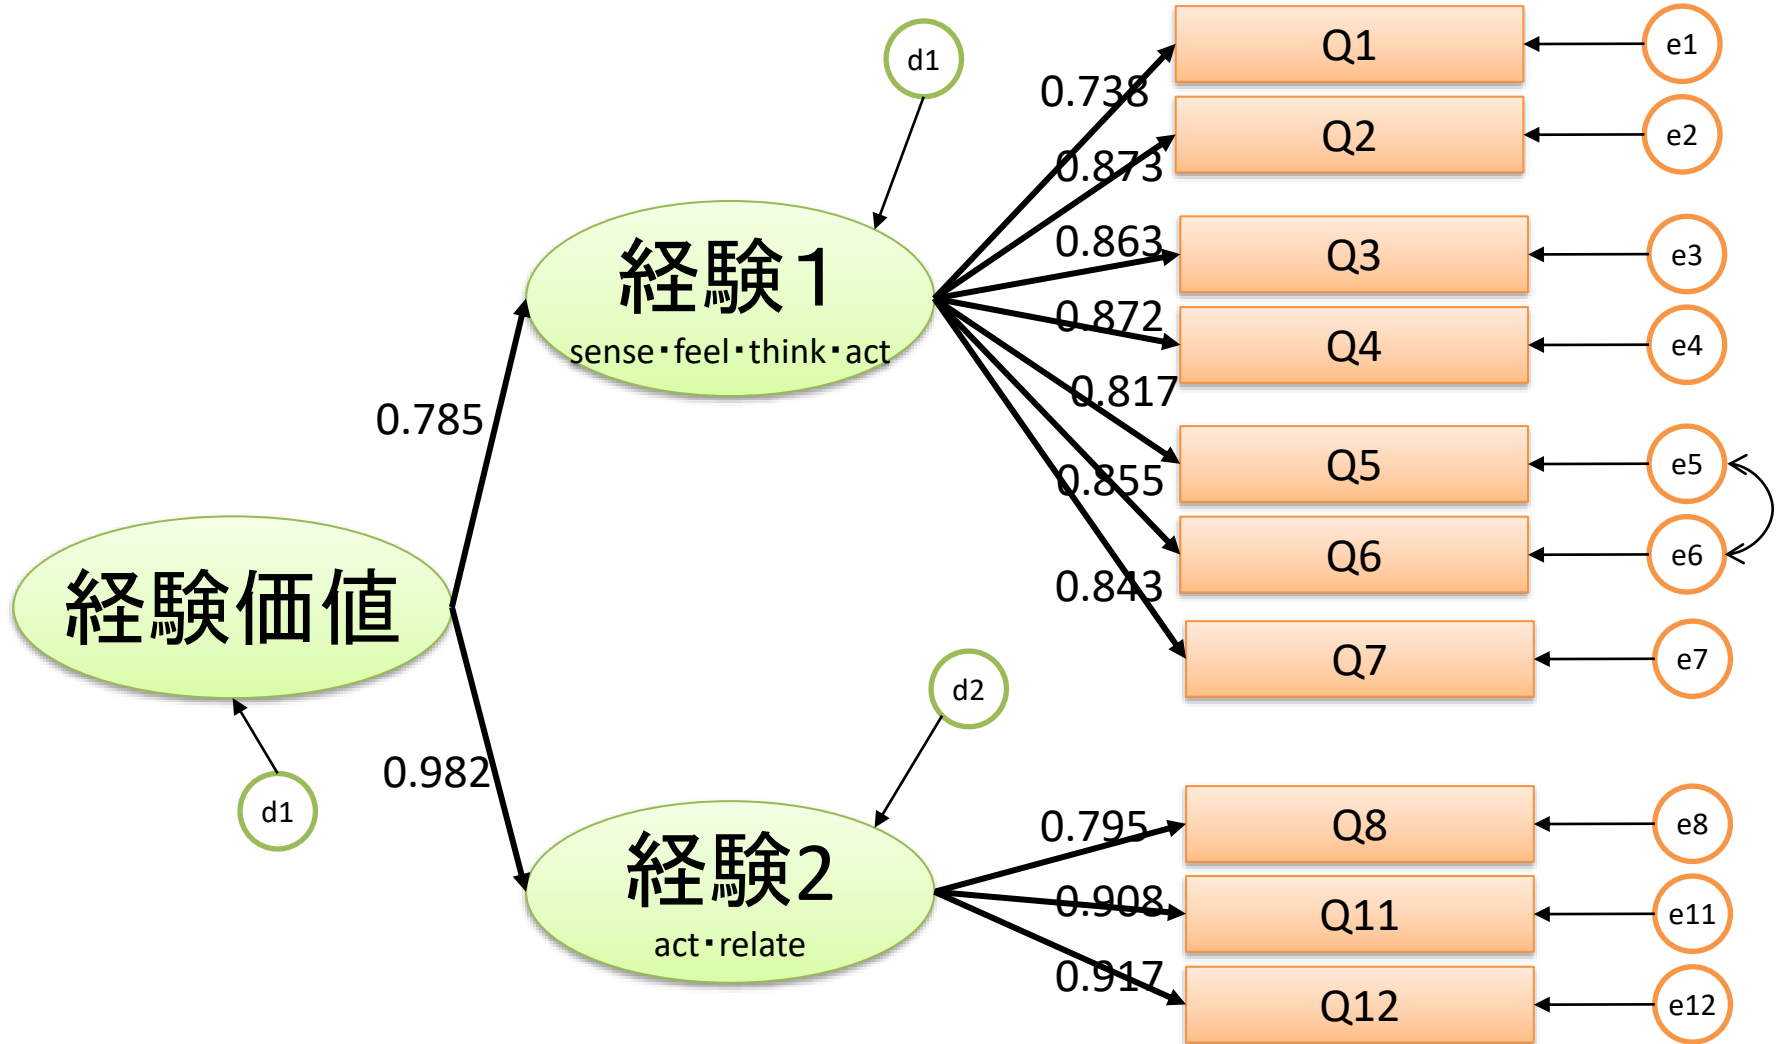 d1
Q1
e1
0.738
Q2
e2
0.873
経験1
sense・feel・think・act
0.863
Q3
e3
0.872
Q4
e4
0.785
0.817
Q5
e5
0.855
Q6
e6
0.843
Q7
e7
経験価値
d1
0.982
d2
経験2
act・relate
0.795
Q8
e8
0.908
Q11
e11
0.917
Q12
e12